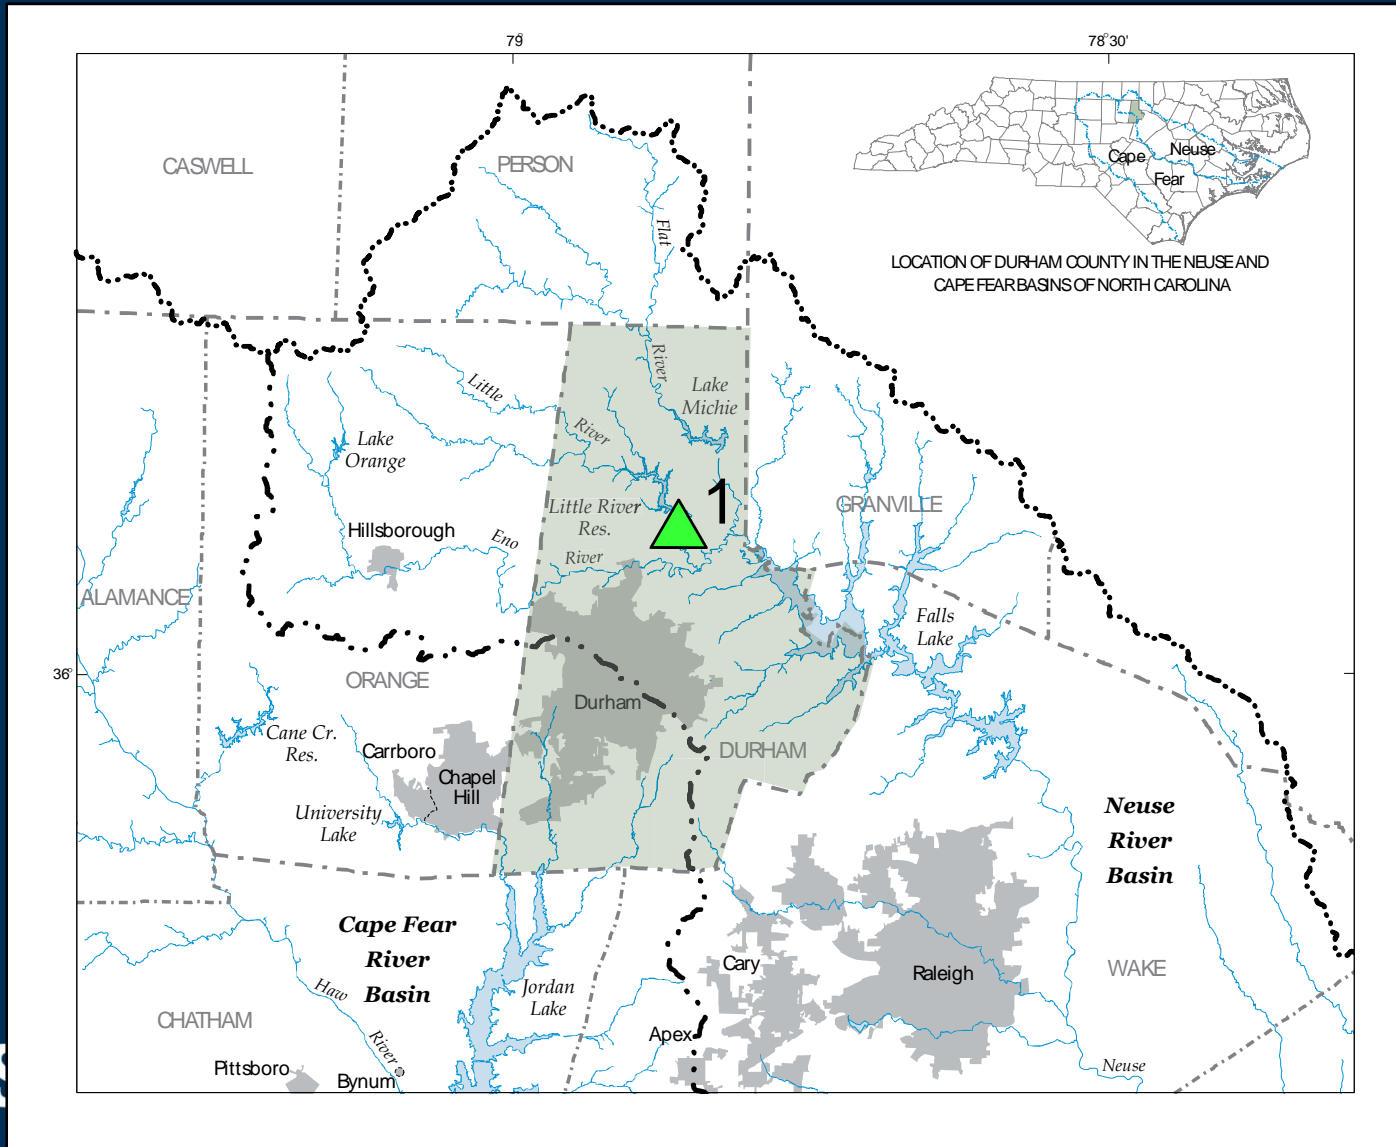 79°
78°30'
CASWELL
PERSON
Cape
Neuse
Fear
Flat
LOCATION OF DURHAM COUNTY IN THE NEUSE AND
CAPE FEAR BASINS OF NORTH CAROLINA
River
Little
Lake
Michie
River
Lake
Orange
1
GRANVILLE
Little River
Res.
Hillsborough
Eno
River
ALAMANCE
Falls
Lake
36°
ORANGE
Durham
Cane Cr.
Res.
Carrboro
DURHAM
Chapel
Hill
University
Lake
Neuse
River
Basin
Cape Fear
River
Basin
Cary
Raleigh
WAKE
Haw
Jordan
Lake
CHATHAM
River
Apex
Pittsboro
Bynum
Neuse